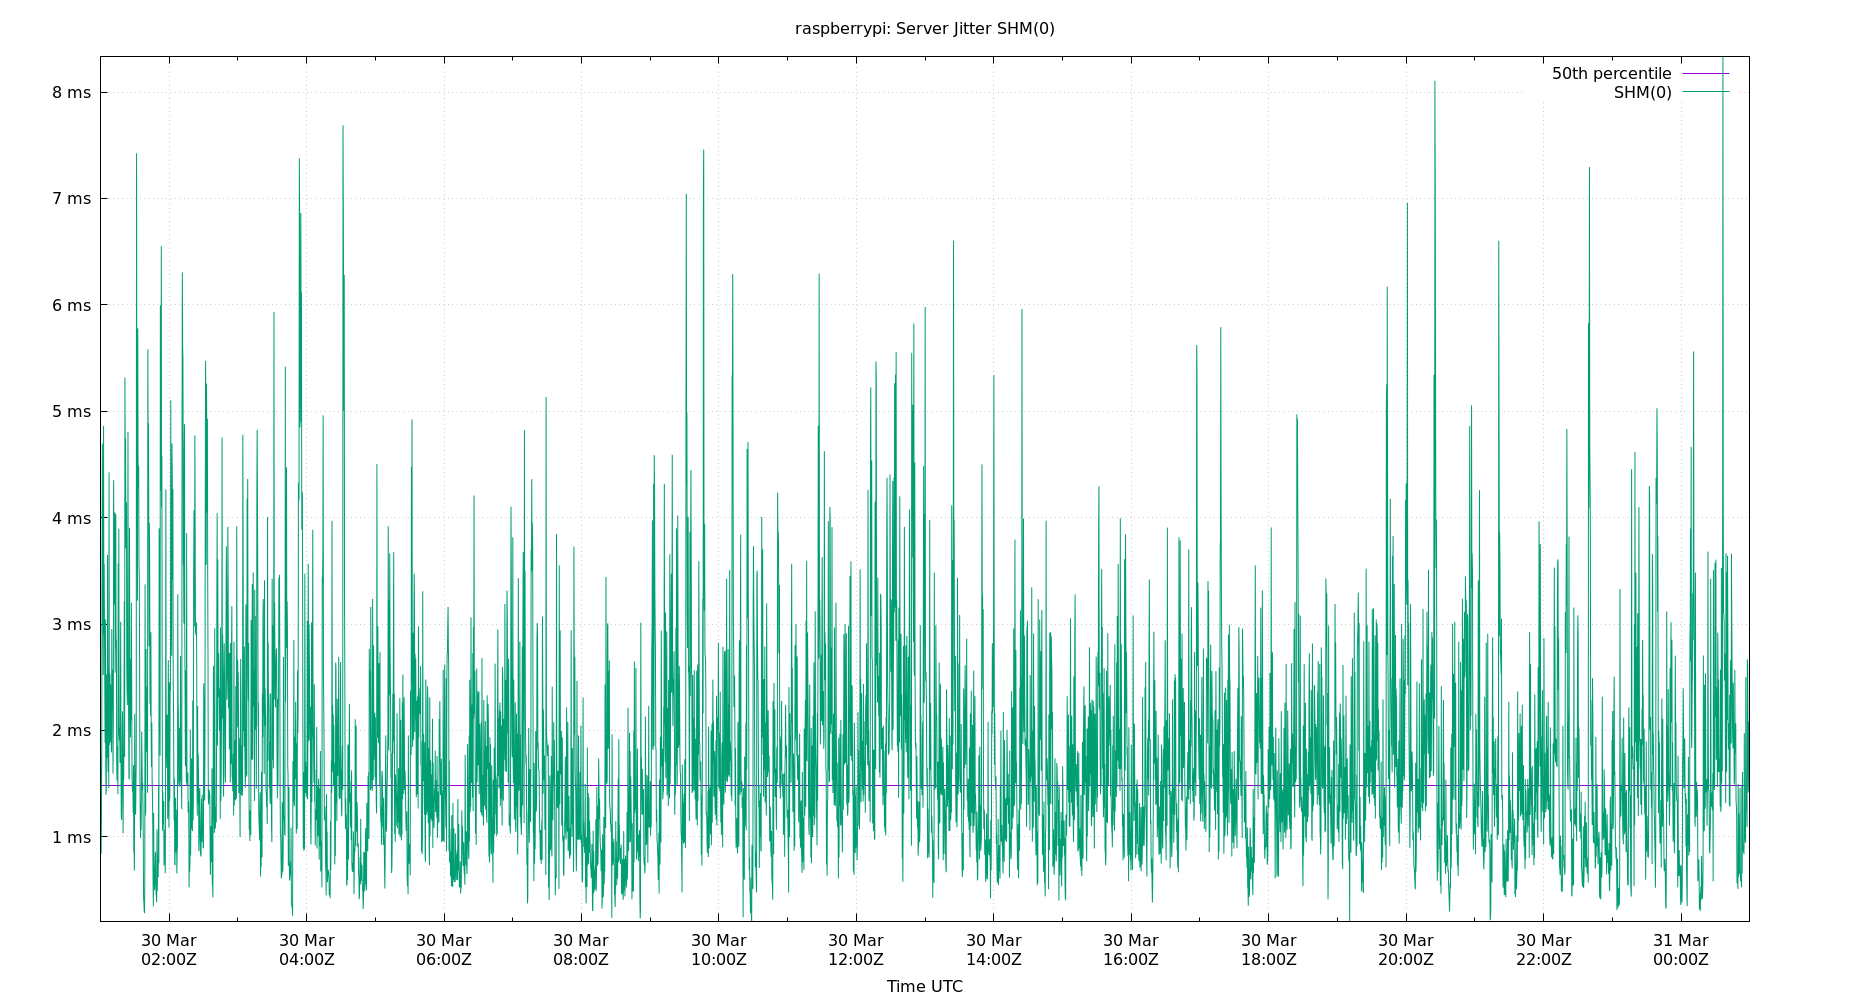 raspberrypi: Server Jitter SHM(0)
50th percentile
SHM(0)
8 ms
7 ms
6 ms
5 ms
4 ms
3 ms
2 ms
1 ms
30 Mar 30 Mar 30 Mar 30 Mar 30 Mar 30 Mar 30 Mar 30 Mar 30 Mar 30 Mar 30 Mar 31 Mar
02:00Z 04:00Z 06:00Z 08:00Z 10:00Z 12:00Z 14:00Z 16:00Z 18:00Z 20:00Z 22:00Z 00:00Z
Time UTC